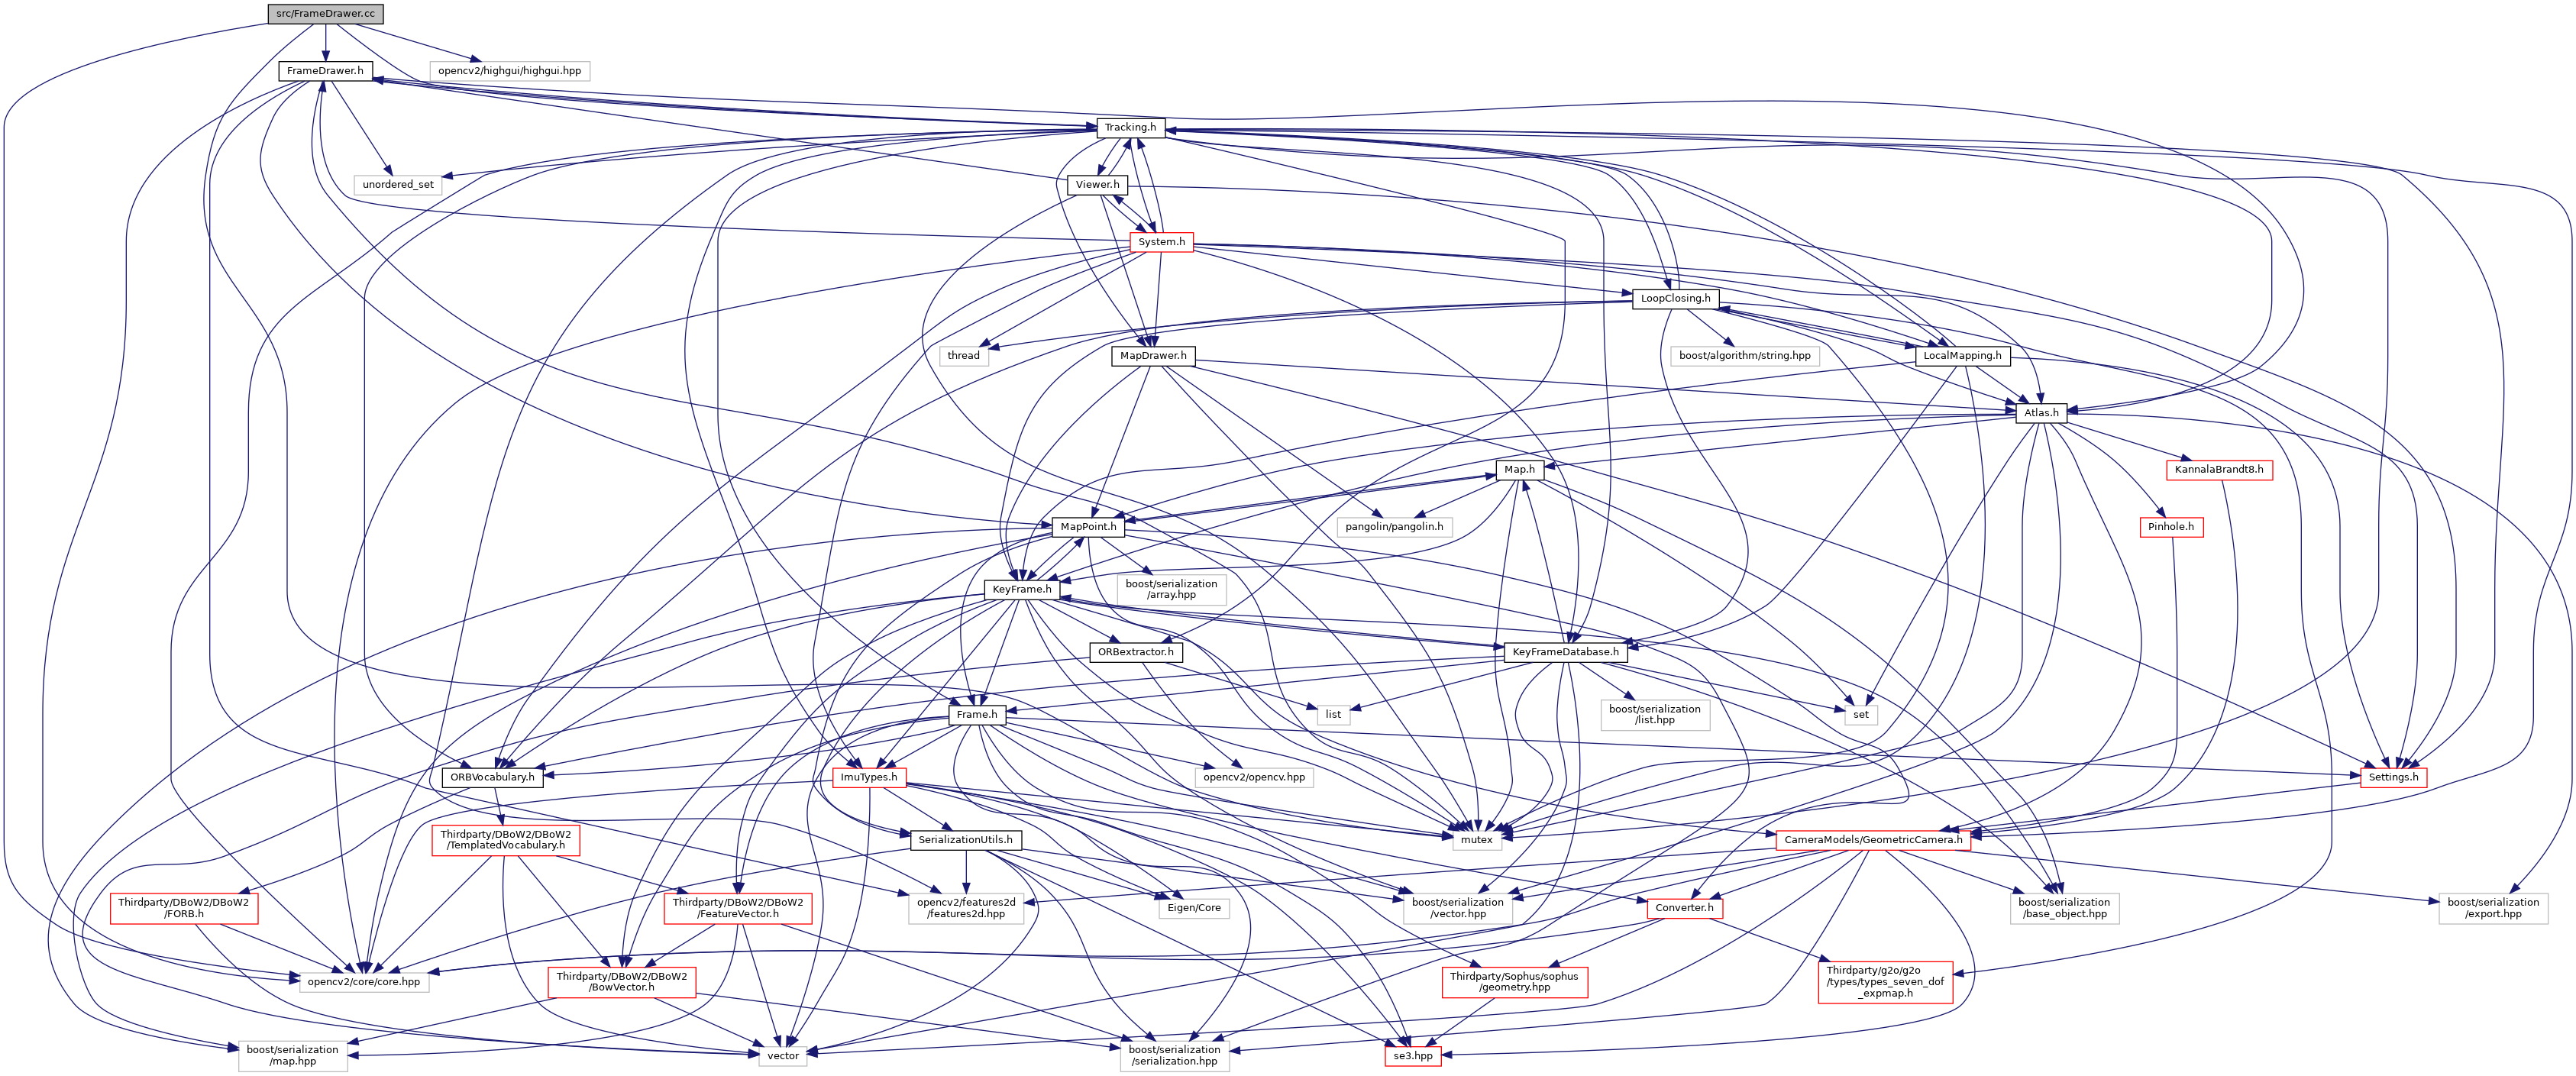 src/FrameDrawer.cc
FrameDrawer.h
opencv2/highgui/highgui.hpp
Tracking.h
unordered_set
Viewer.h
System.h
LoopClosing.h
thread
MapDrawer.h
boost/algorithm/string.hpp
LocalMapping.h
Atlas.h
Map.h
KannalaBrandt8.h
MapPoint.h
pangolin/pangolin.h
Pinhole.h
KeyFrame.h
boost/serialization
/array.hpp
ORBextractor.h
KeyFrameDatabase.h
Frame.h
list
boost/serialization
/list.hpp
set
ORBVocabulary.h
ImuTypes.h
opencv2/opencv.hpp
Settings.h
Thirdparty/DBoW2/DBoW2
/TemplatedVocabulary.h
SerializationUtils.h
mutex
CameraModels/GeometricCamera.h
Thirdparty/DBoW2/DBoW2
/FORB.h
Thirdparty/DBoW2/DBoW2
/FeatureVector.h
opencv2/features2d
/features2d.hpp
Eigen/Core
boost/serialization
/vector.hpp
Converter.h
boost/serialization
/base_object.hpp
boost/serialization
/export.hpp
opencv2/core/core.hpp
Thirdparty/DBoW2/DBoW2
/BowVector.h
Thirdparty/Sophus/sophus
/geometry.hpp
Thirdparty/g2o/g2o
/types/types_seven_dof
_expmap.h
boost/serialization
/map.hpp
vector
boost/serialization
/serialization.hpp
se3.hpp